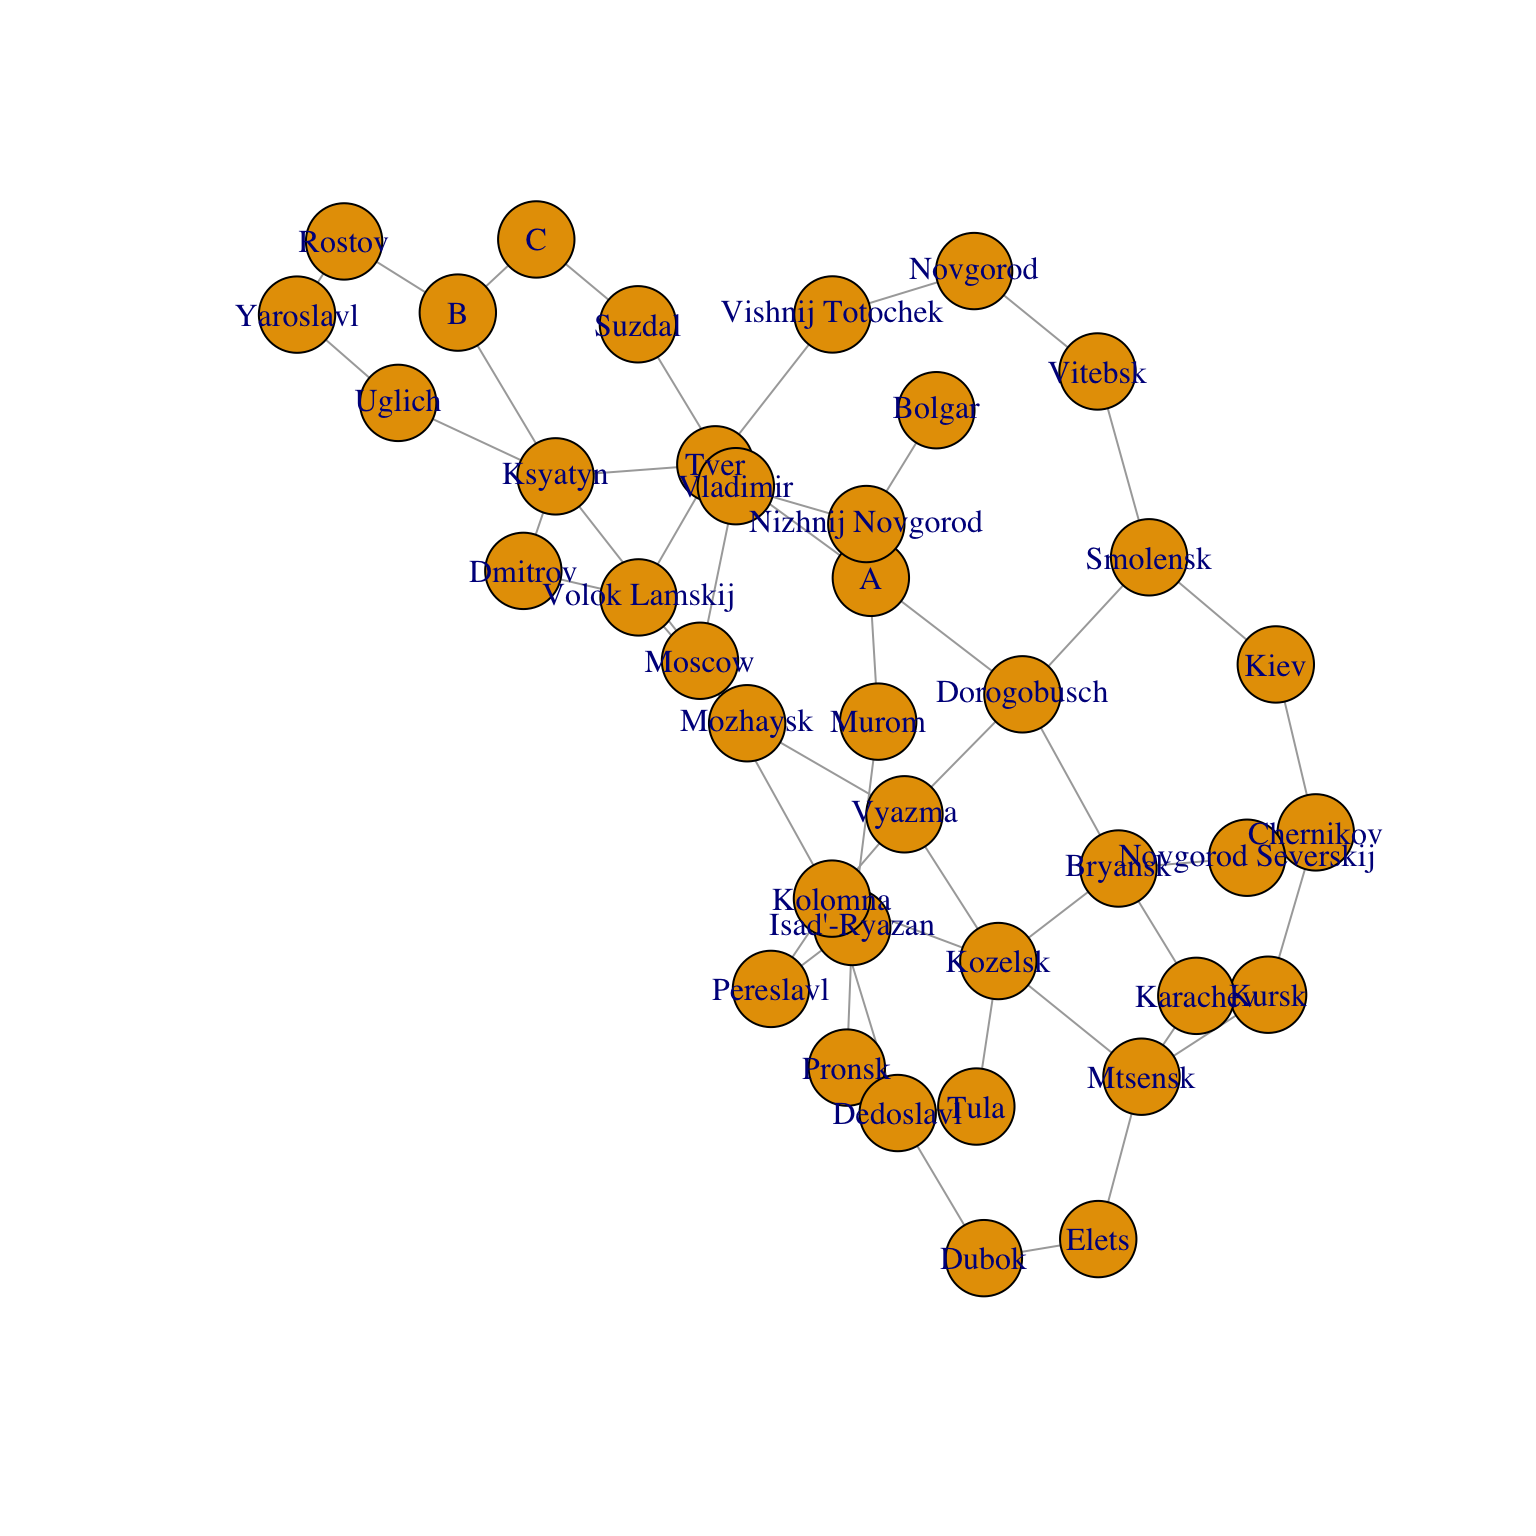 Rostov
C
Yaroslavl
B
Suzdal
Vishnij Totochek
Novgorod
Vitebsk
Uglich
Bolgar
Ksyatyn
Tver
Vladimir
Nizhnij Novgorod
A
Smolensk
Dmitrov
Volok Lamskij
Moscow
Kiev
Dorogobusch
Mozhaysk
Murom
Vyazma
Chernikov
Novgorod Severskij
Bryansk
Kolomna
Isad'-Ryazan
Kozelsk
Pereslavl
Karachev
Kursk
Pronsk
Mtsensk
Dedoslavl
Tula
Elets
Dubok